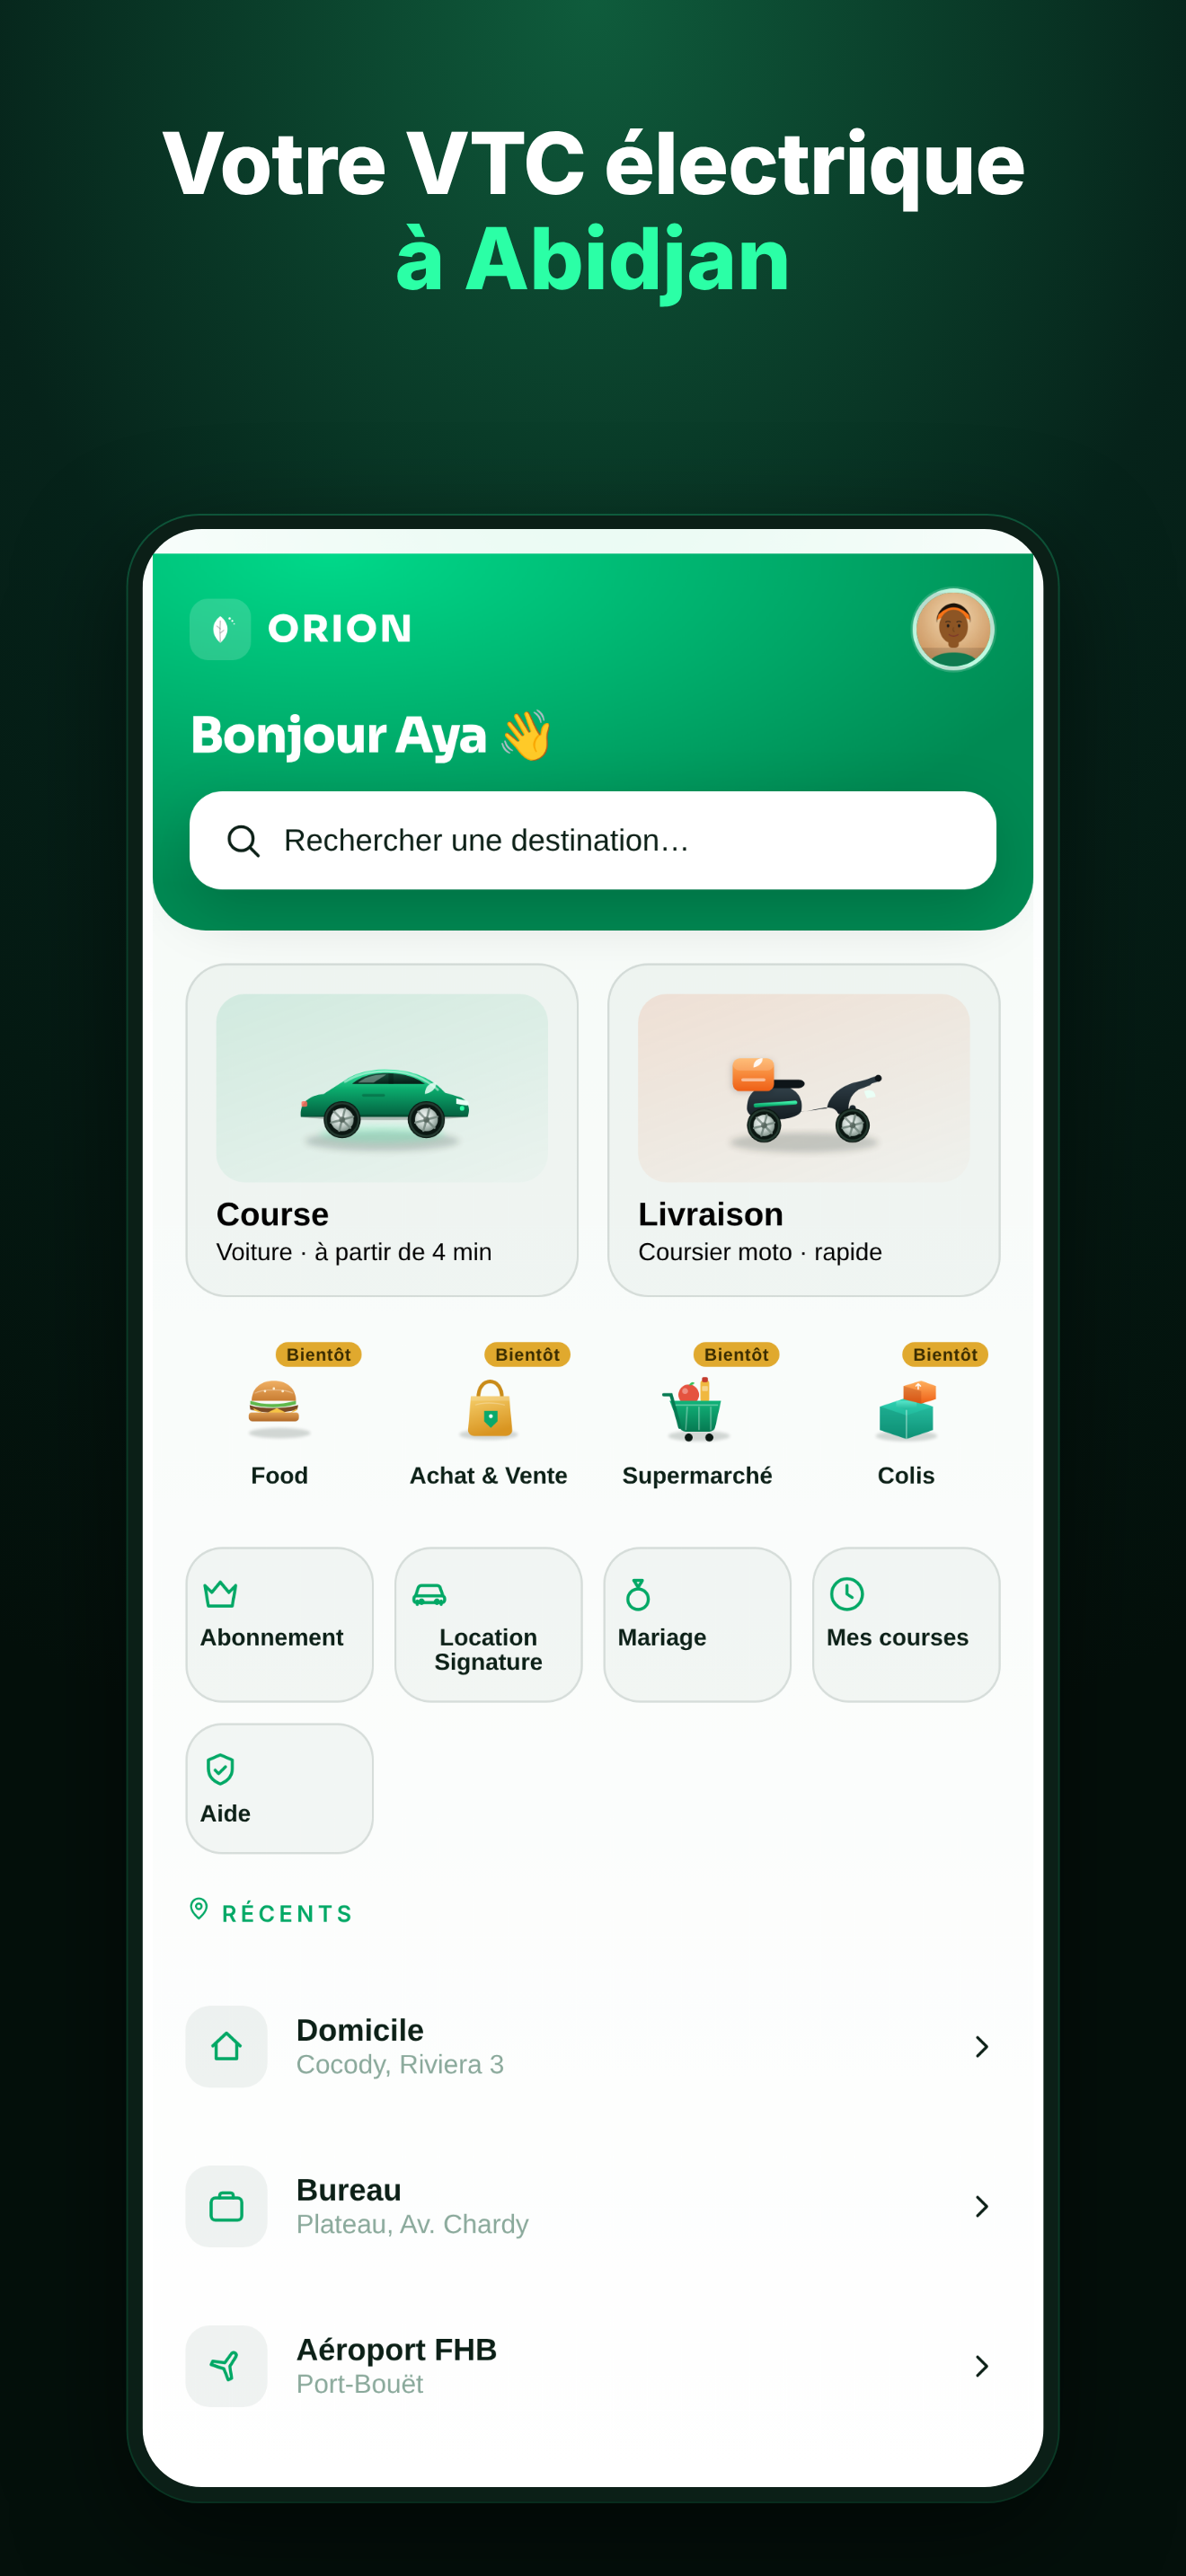 Votre VTC électrique
à Abidjan
ORION
Bonjour Aya 👋
Rechercher une destination…
Course
Voiture · à partir de 4 min
Livraison
Coursier moto · rapide
Bientôt
Food
Bientôt
Achat & Vente
Bientôt
Supermarché
Bientôt
Colis
Abonnement
Location
Signature
Mariage
Mes courses
Aide
RÉCENTS
Domicile
Cocody, Riviera 3
Bureau
Plateau, Av. Chardy
Aéroport FHB
Port-Bouët